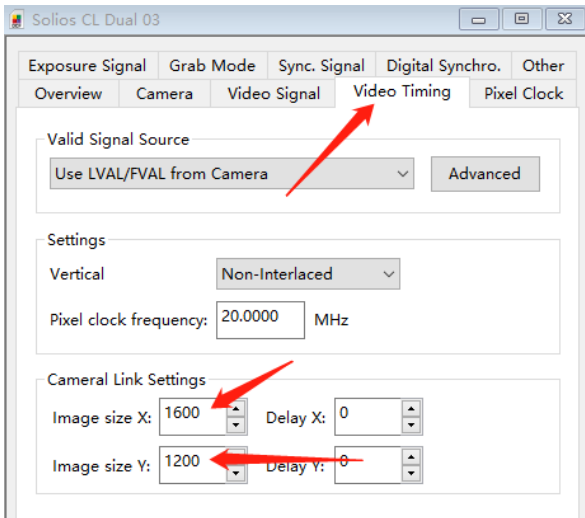 Solios CL Dual 03
Exposure Signal Grab Mode Sync. Signal Digital Synchro. Other
Overview Camera Video Signal Video Timing Pixel Clock
Valid Signal Source
Use LVAL/FVAL from Camera Advanced
Settings
Vertical Non-Interlaced
Pixel clock frequency: 20.0000 MHz
Cameral Link Settings
Image size X: 1600 Delay X: 0
Image size Y: 1200 Delay Y: 0